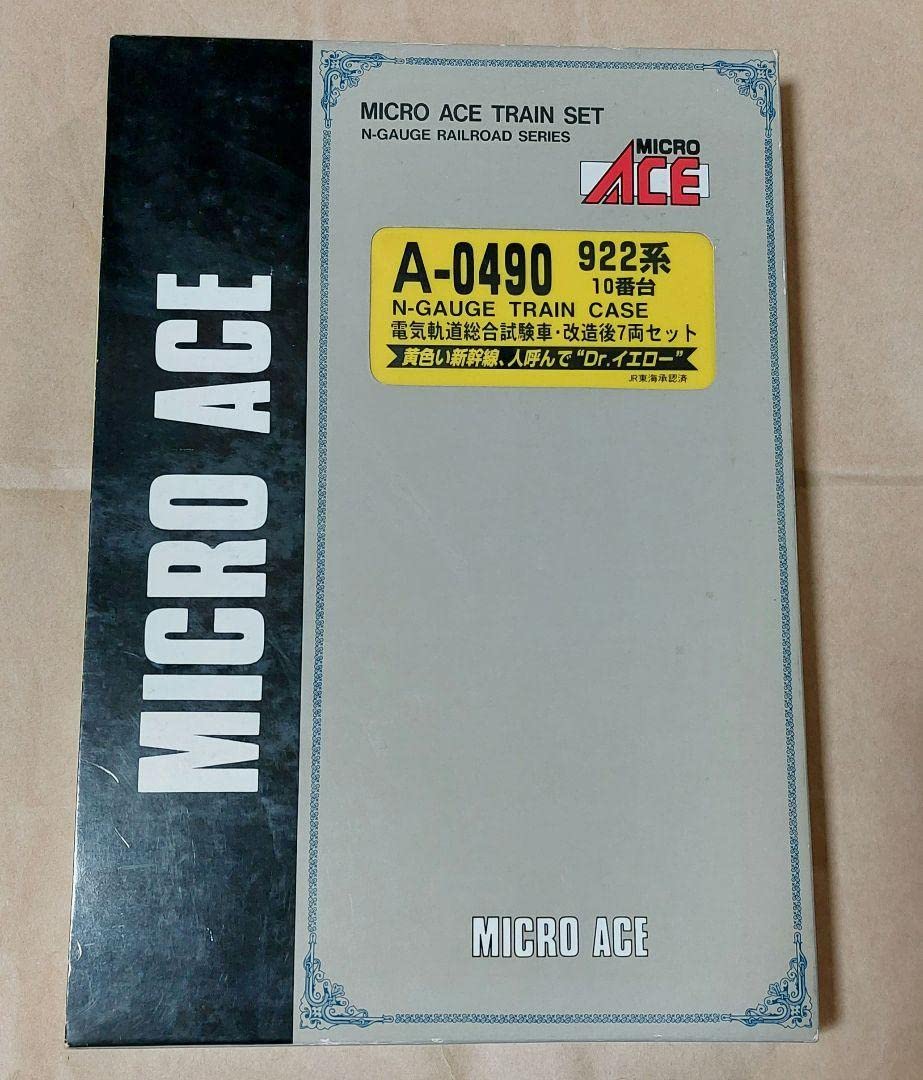 MICRO ACE
MICRO ACE TRAIN SET
N-GAUGE RAILROAD SERIES
MICRO
ACE
A-0490 922系
10番台
N-GAUGE TRAIN CASE
電気軌道総合試験車・改造後7両セット
黄色い新幹線、人呼んで"Dr.イエロー"
JR東海承認済
MICRO ACE